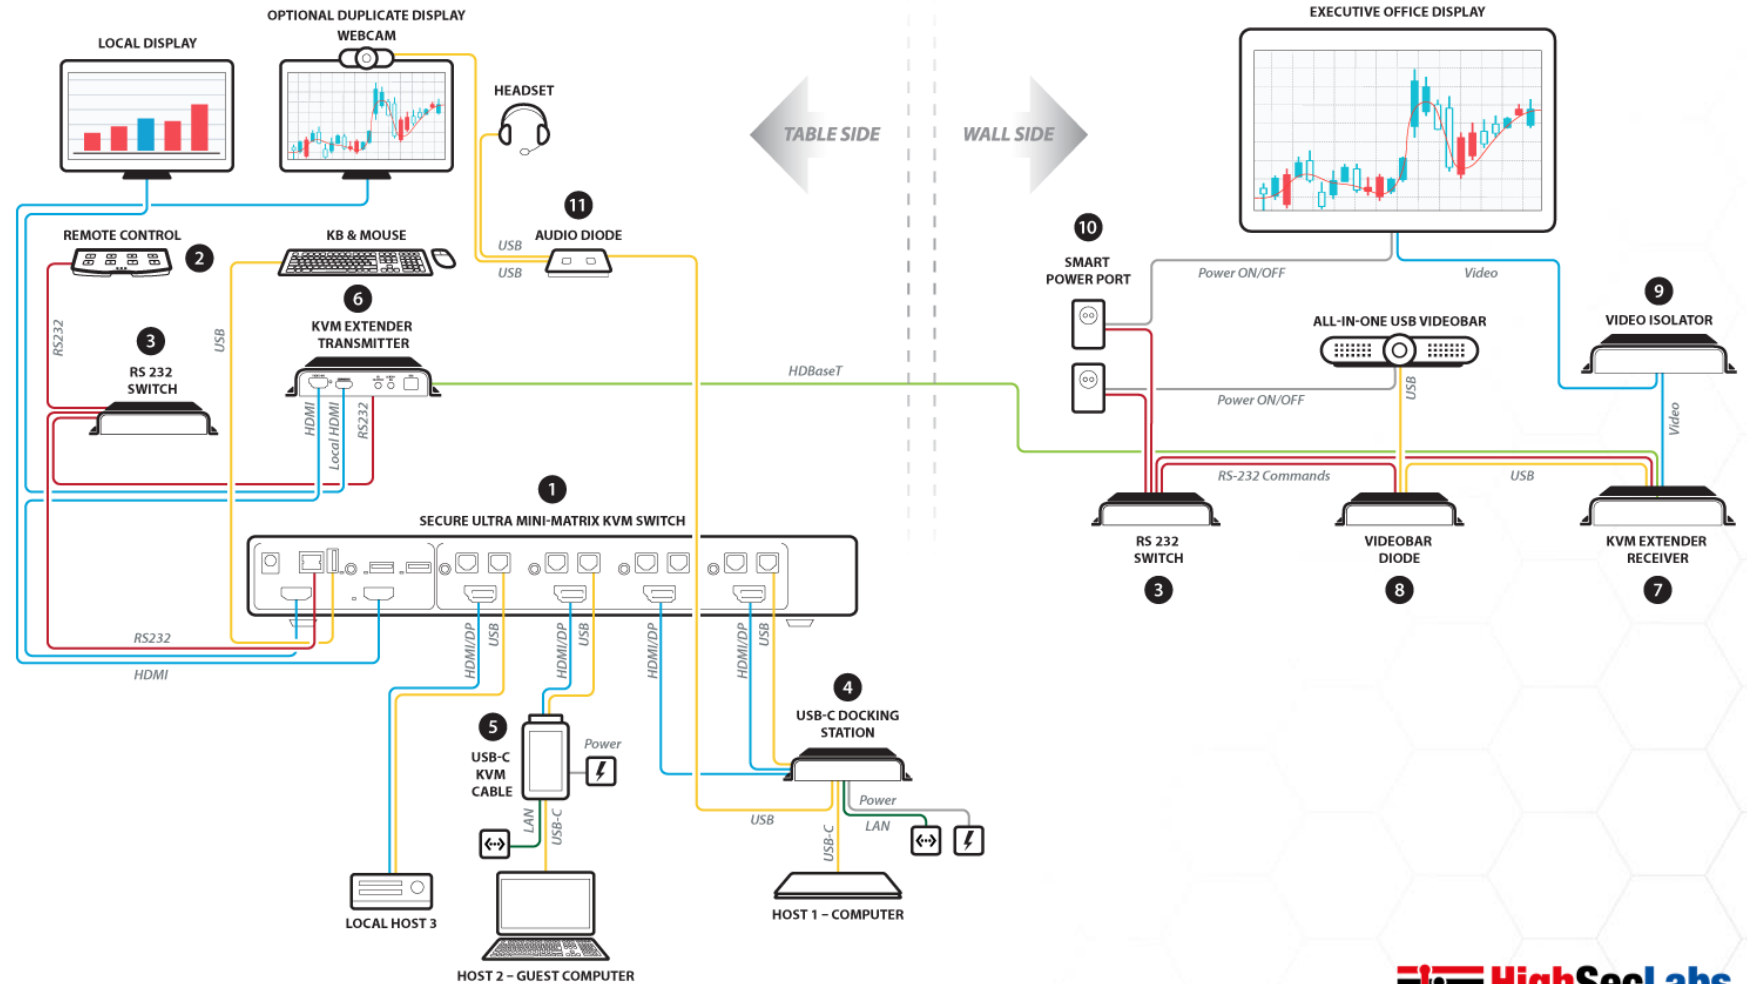 OPTIONAL DUPLICATE DISPLAY
WEBCAM
LOCAL DISPLAY
HEADSET
TABLE SIDE
WALL SIDE
EXECUTIVE OFFICE DISPLAY
11
AUDIO DIODE
USB
USB
REMOTE CONTROL
2
KB & MOUSE
6
KVM EXTENDER
TRANSMITTER
RS232
3
RS 232
SWITCH
USB
HDMI
Local HDMI
RS232
HDBaseT
10
SMART
POWER PORT
Power ON/OFF
Video
9
VIDEO ISOLATOR
ALL-IN-ONE USB VIDEOBAR
USB
Power ON/OFF
Video
RS-232 Commands
USB
RS 232
SWITCH
3
VIDEOBAR
DIODE
8
KVM EXTENDER
RECEIVER
7
1
SECURE ULTRA MINI-MATRIX KVM SWITCH
RS232
HDMI
HDMI/DP
USB
HDMI/DP
USB
HDMI/DP
HDMI/DP
USB
4
USB-C DOCKING
STATION
5
USB-C
KVM
CABLE
Power
LAN
USB-C
USB
USB-C
Power
LAN
LOCAL HOST 3
HOST 2 – GUEST COMPUTER
HOST 1 – COMPUTER
HighSecLabs